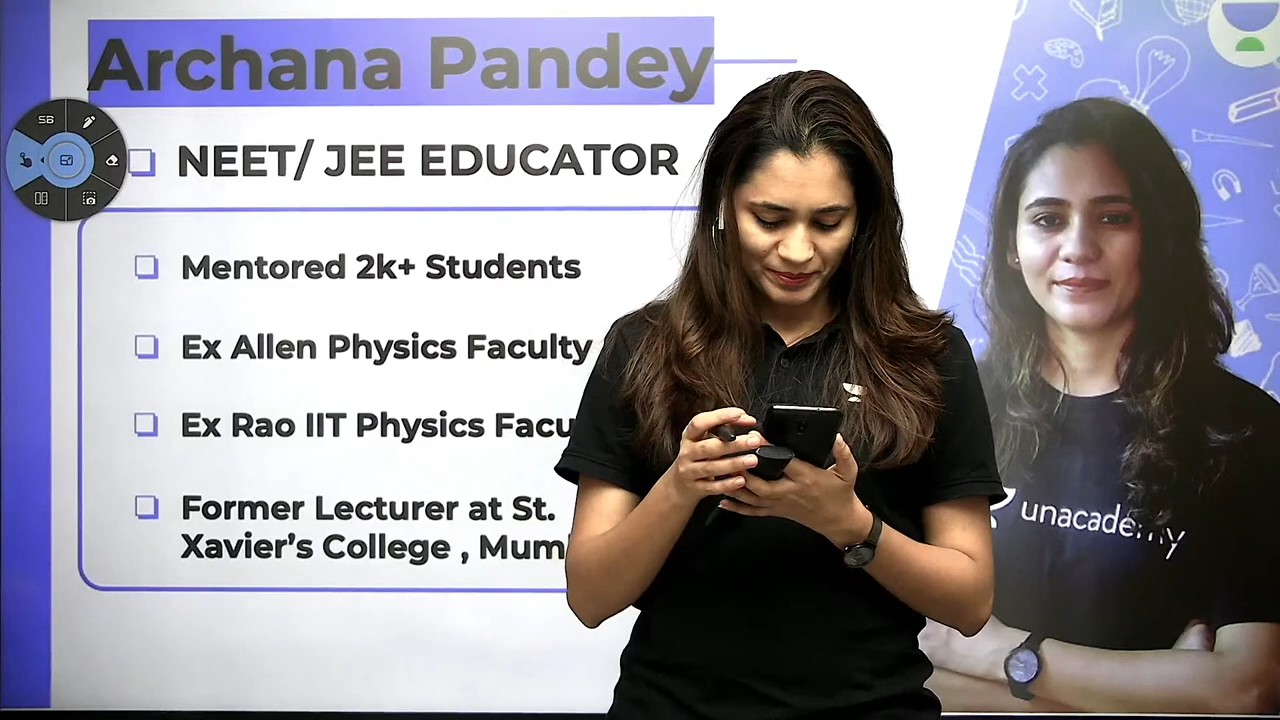 Archana Pandey
NEET/ JEE EDUCATOR
Mentored 2k+ Students
Ex Allen Physics Faculty
Ex Rao IIT Physics
Former Lecturer at St.
Xavier's College ,
unacademy
SB